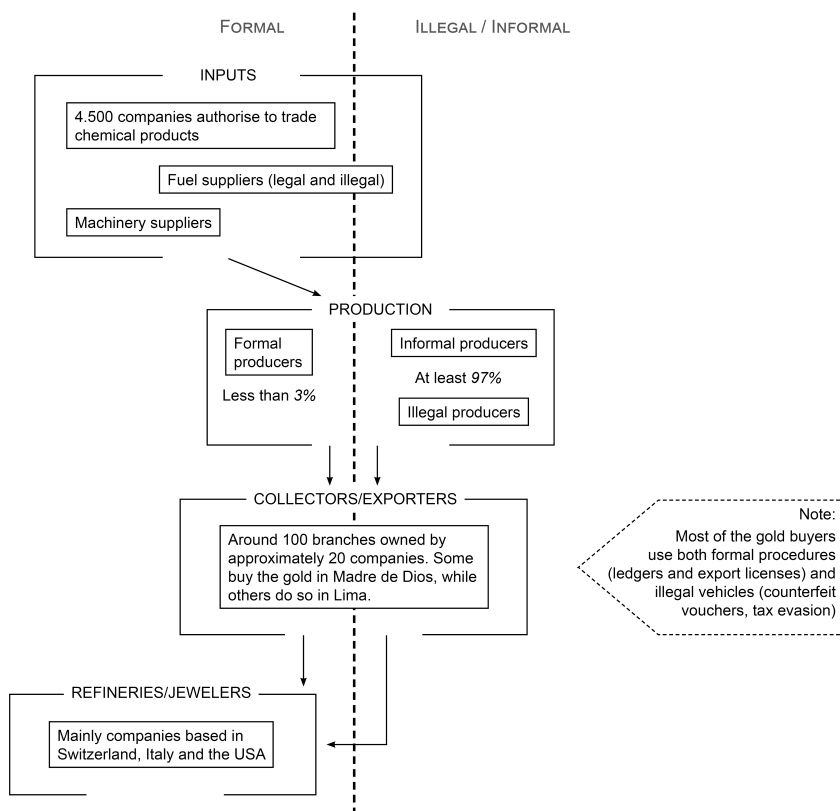 FORMAL
ILLEGAL / INFORMAL
INPUTS
4.500 companies authorise to trade
chemical products
Fuel suppliers (legal and illegal)
Machinery suppliers
PRODUCTION
Formal
producers
Less than 3%
Informal producers
At least 97%
Illegal producers
COLLECTORS/EXPORTERS
Around 100 branches owned by
approximately 20 companies. Some
buy the gold in Madre de Dios, while
others do so in Lima.
Note:
Most of the gold buyers
use both formal procedures
(ledgers and export licenses) and
illegal vehicles (counterfeit
vouchers, tax evasion)
REFINERIES/JEWELERS
Mainly companies based in
Switzerland, Italy and the USA